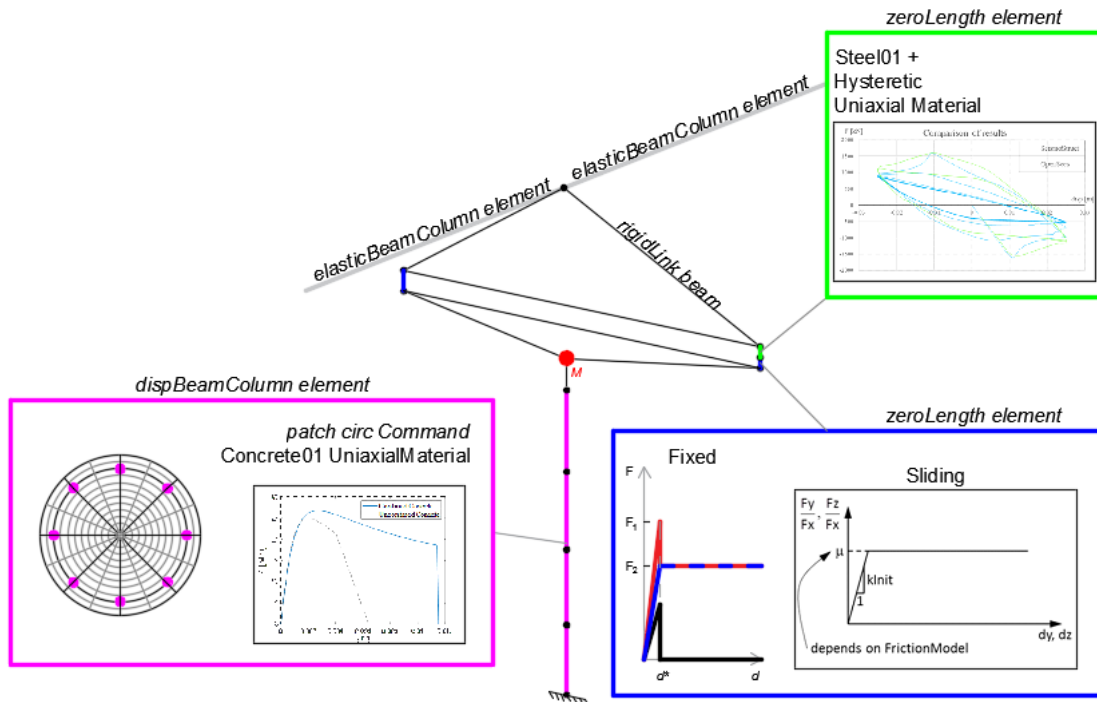 zeroLength element
Steel01 +
Hysteretic
Uniaxial Material
Comparison of results
elasticBeamColumn element
elasticBeamColumn element
rigidLink beam
M
dispBeamColumn element
patch circ Command
Concrete01 UniaxialMaterial
zeroLength element
Fixed
F
F1
F2
d*
d
Sliding
Fy
Fx
,
Fz
Fx
μ
kInit
1
dy, dz
depends on FrictionModel